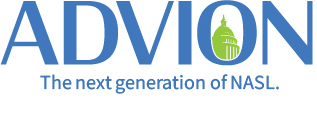 ADVION
The next generation of NASL.